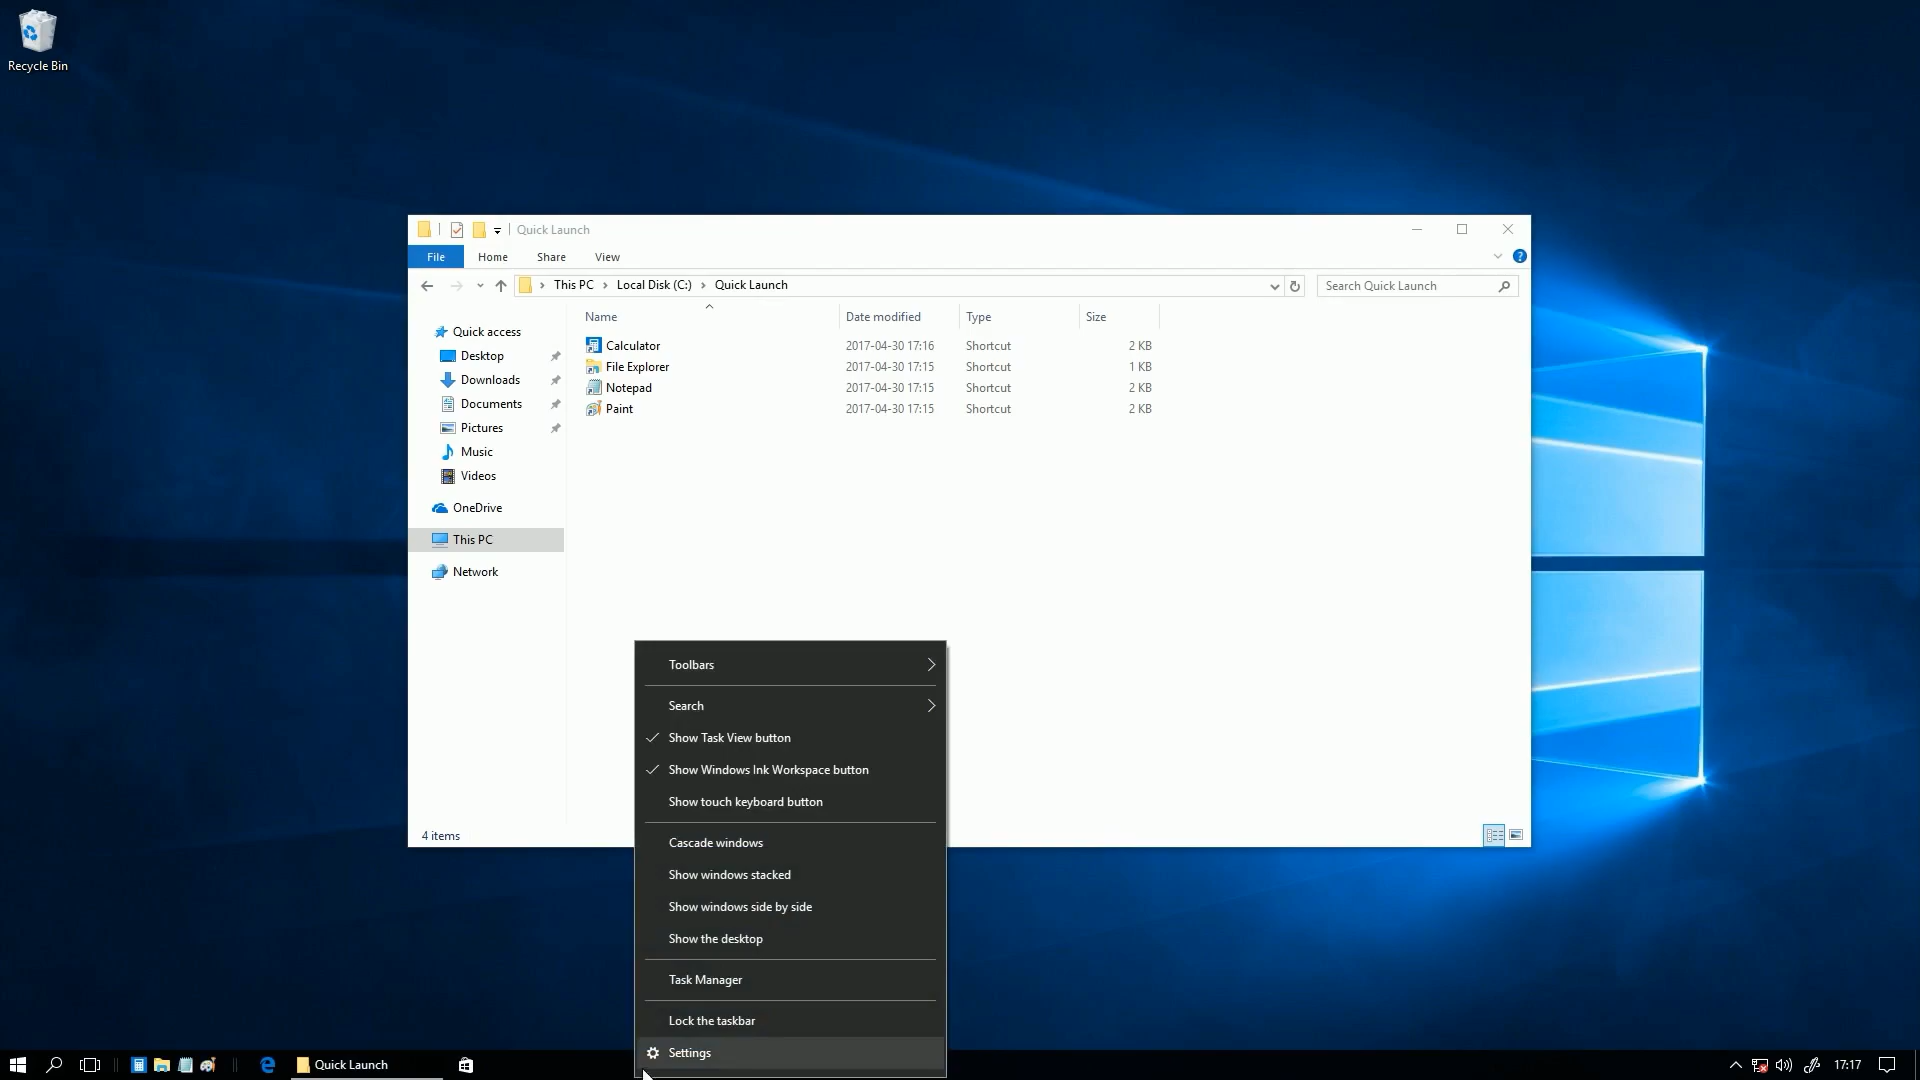 Recycle Bin
Quick Launch
File Home Share View
This PC Local Disk (C:) Quick Launch
Search Quick Launch
Name Date modified Type Size
Quick access
Desktop
Downloads
Documents
Pictures
Music
Videos
OneDrive
This PC
Network
Calculator 2017-04-30 17:16 Shortcut 2 KB
File Explorer 2017-04-30 17:15 Shortcut 1 KB
Notepad 2017-04-30 17:15 Shortcut 2 KB
Paint 2017-04-30 17:15 Shortcut 2 KB
4 items
Toolbars
Search
Show Task View button
Show Windows Ink Workspace button
Show touch keyboard button
Cascade windows
Show windows stacked
Show windows side by side
Show the desktop
Task Manager
Lock the taskbar
Settings
Quick Launch
17:17